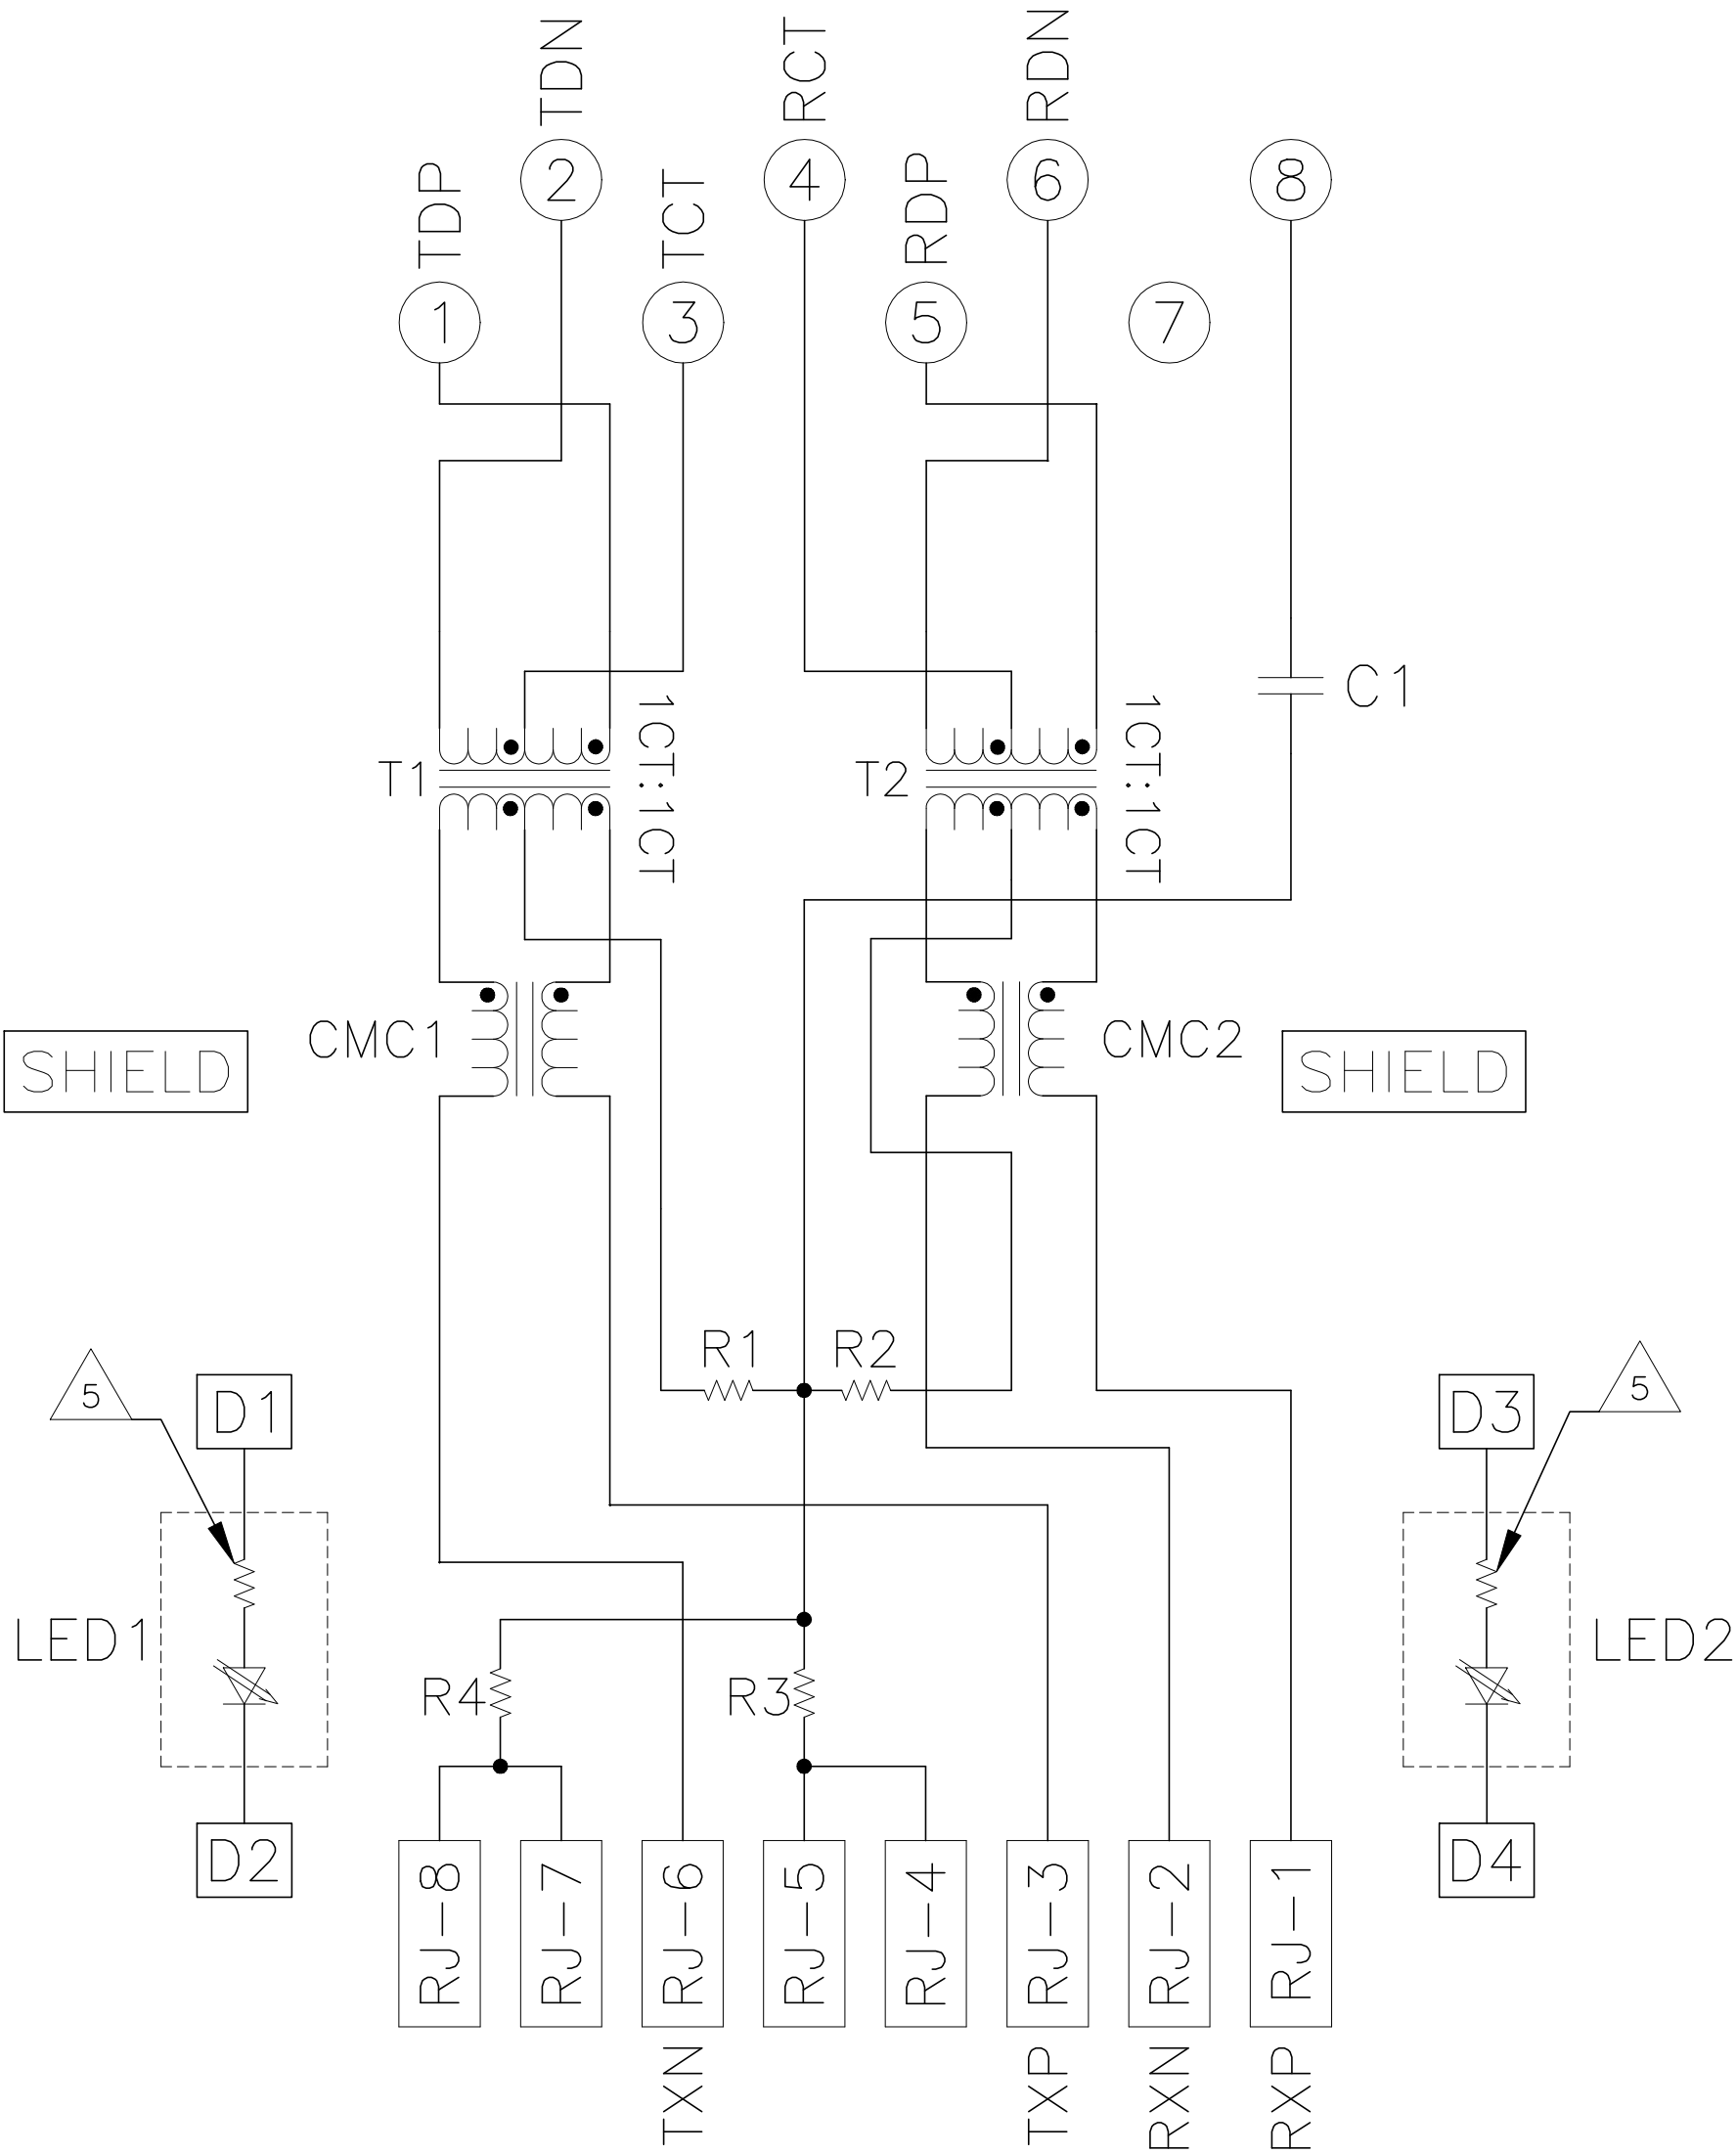 TDN
RCT
RDN
TDP
TCT
RDP
2
4
6
8
1
3
5
7
C1
T1
1CT:1CT
T2
1CT:1CT
SHIELD
CMC1
CMC2
SHIELD
R1
R2
5
D1
D3
5
LED1
LED2
R4
R3
D2
D4
RJ-8
RJ-7
RJ-6
RJ-5
RJ-4
RJ-3
RJ-2
RJ-1
TXN
TXP
RXN
RXP